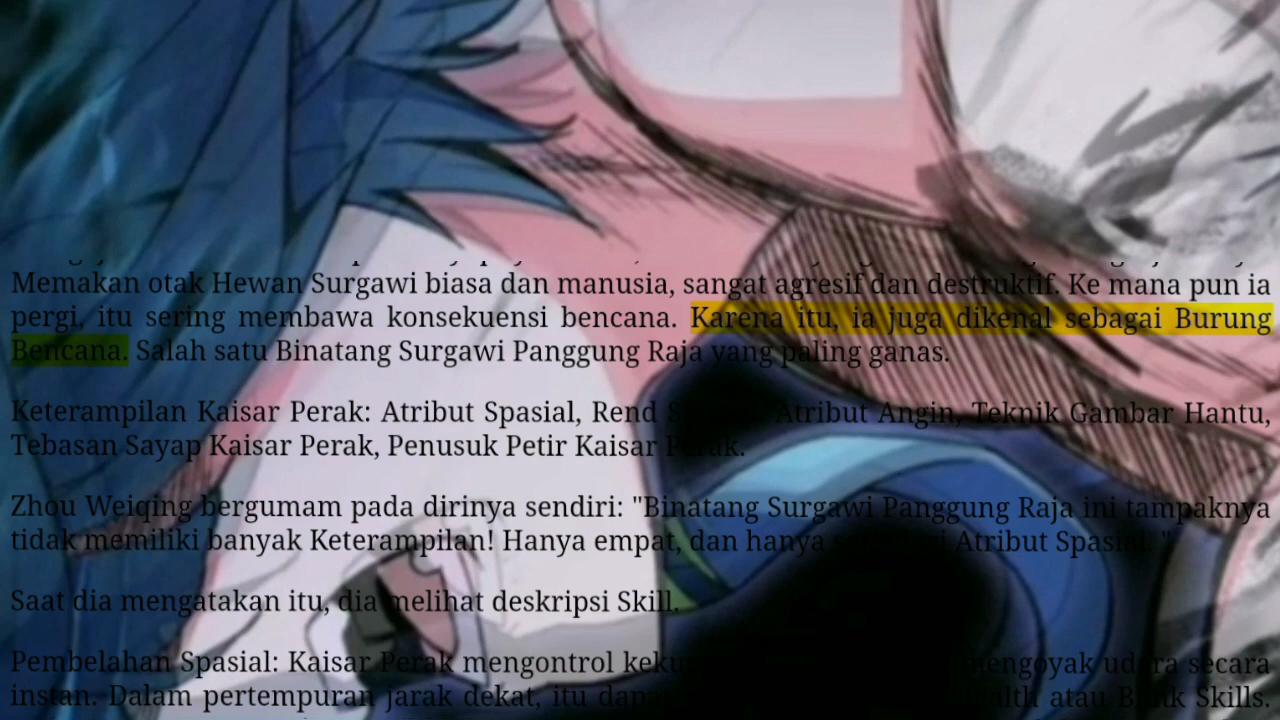 Memakan otak Hewan Surgawi biasa dan manusia, sangat agresif dan destruktif. Ke mana pun ia
pergi, itu sering membawa konsekuensi bencana. Karena itu, ia juga dikenal sebagai Burung
Bencana. Salah satu Binatang Surgawi Panggung Raja yang paling ganas.
Keterampilan Kaisar Perak: Atribut Spasial, Rend Atribut Angin, Teknik Gambar Hantu,
Tebasan Sayap Kaisar Perak, Penusuk Petir Kaisar Perak.
Zhou Weiqing bergumam pada dirinya sendiri: "Binatang Surgawi Panggung Raja ini tampaknya
tidak memiliki banyak Keterampilan! Hanya empat, dan hanya Atribut Spasial. "
Saat dia mengatakan itu, dia melihat deskripsi Skill.
Pembelahan Spasial: Kaisar Perak mengontrol mengoyak udara secara
instan. Dalam pertempuran jarak dekat, itu atau Blink Skills.